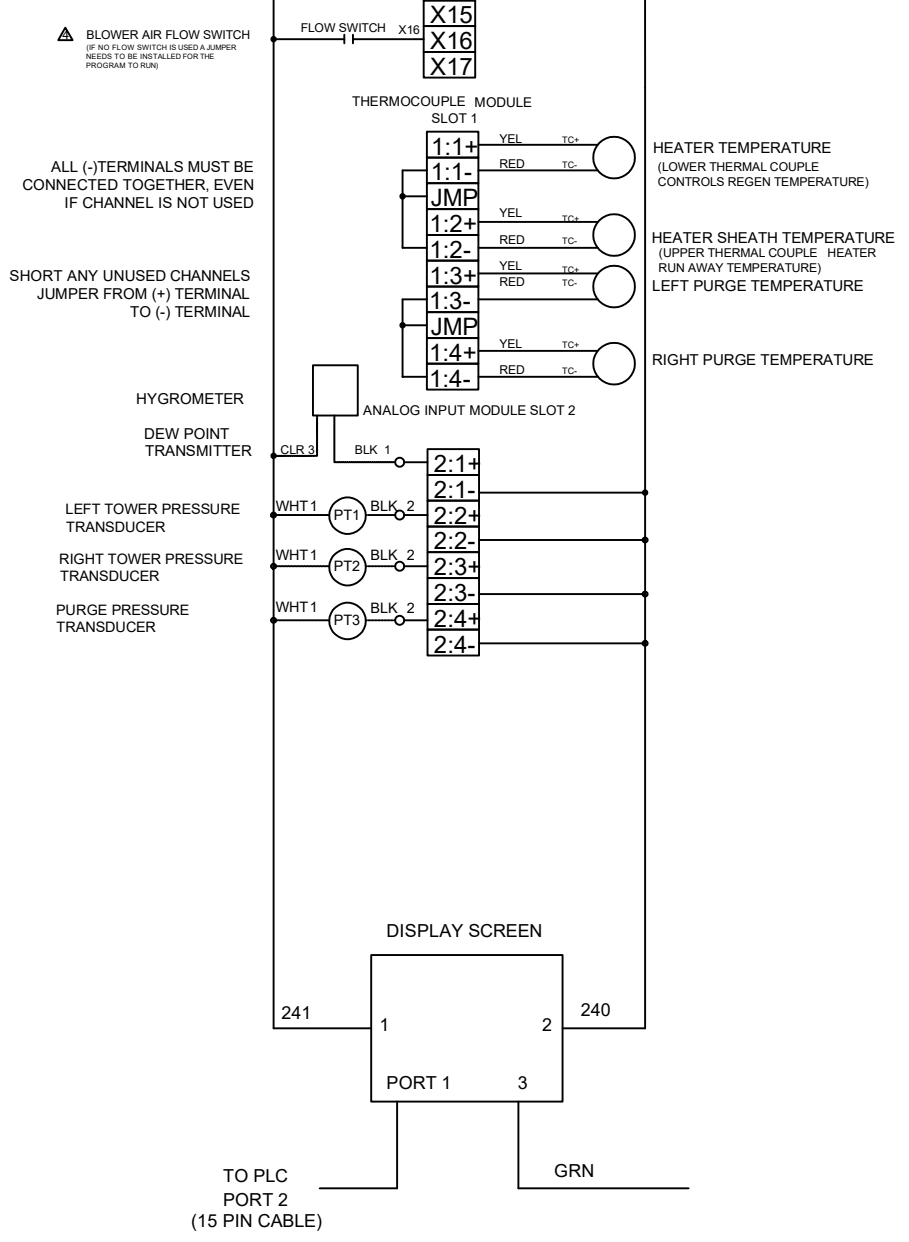 X15
FLOW SWITCH
X16
X16
X17
4
BLOWER AIR FLOW SWITCH
(IF NO FLOW SWITCH IS USED A JUMPER
NEEDS TO BE INSTALLED FOR THE
PROGRAM TO RUN)
THERMOCOUPLE MODULE
SLOT 1
ALL (-)TERMINALS MUST BE
CONNECTED TOGETHER, EVEN
IF CHANNEL IS NOT USED
SHORT ANY UNUSED CHANNELS
JUMPER FROM (+) TERMINAL
TO (-) TERMINAL
1:1+
YEL
TC+
1:1-
RED
TC-
JMP
1:2+
YEL
TC+
1:2-
RED
TC-
1:3+
YEL
TC+
1:3-
RED
TC-
JMP
1:4+
YEL
TC+
1:4-
RED
TC-
HEATER TEMPERATURE
(LOWER THERMAL COUPLE
CONTROLS REGEN TEMPERATURE)
HEATER SHEATH TEMPERATURE
(UPPER THERMAL COUPLE HEATER
RUN AWAY TEMPERATURE)
LEFT PURGE TEMPERATURE
RIGHT PURGE TEMPERATURE
HYGROMETER
ANALOG INPUT MODULE SLOT 2
DEW POINT
TRANSMITTER
CLR 3
BLK 1
2:1+
2:1-
LEFT TOWER PRESSURE
TRANSDUCER
WHT 1
PT1
BLK 2
2:2+
2:2-
RIGHT TOWER PRESSURE
TRANSDUCER
WHT 1
PT2
BLK 2
2:3+
2:3-
PURGE PRESSURE
TRANSDUCER
WHT 1
PT3
BLK 2
2:4+
2:4-
DISPLAY SCREEN
241
1
2
240
PORT 1
3
TO PLC
PORT 2
(15 PIN CABLE)
GRN